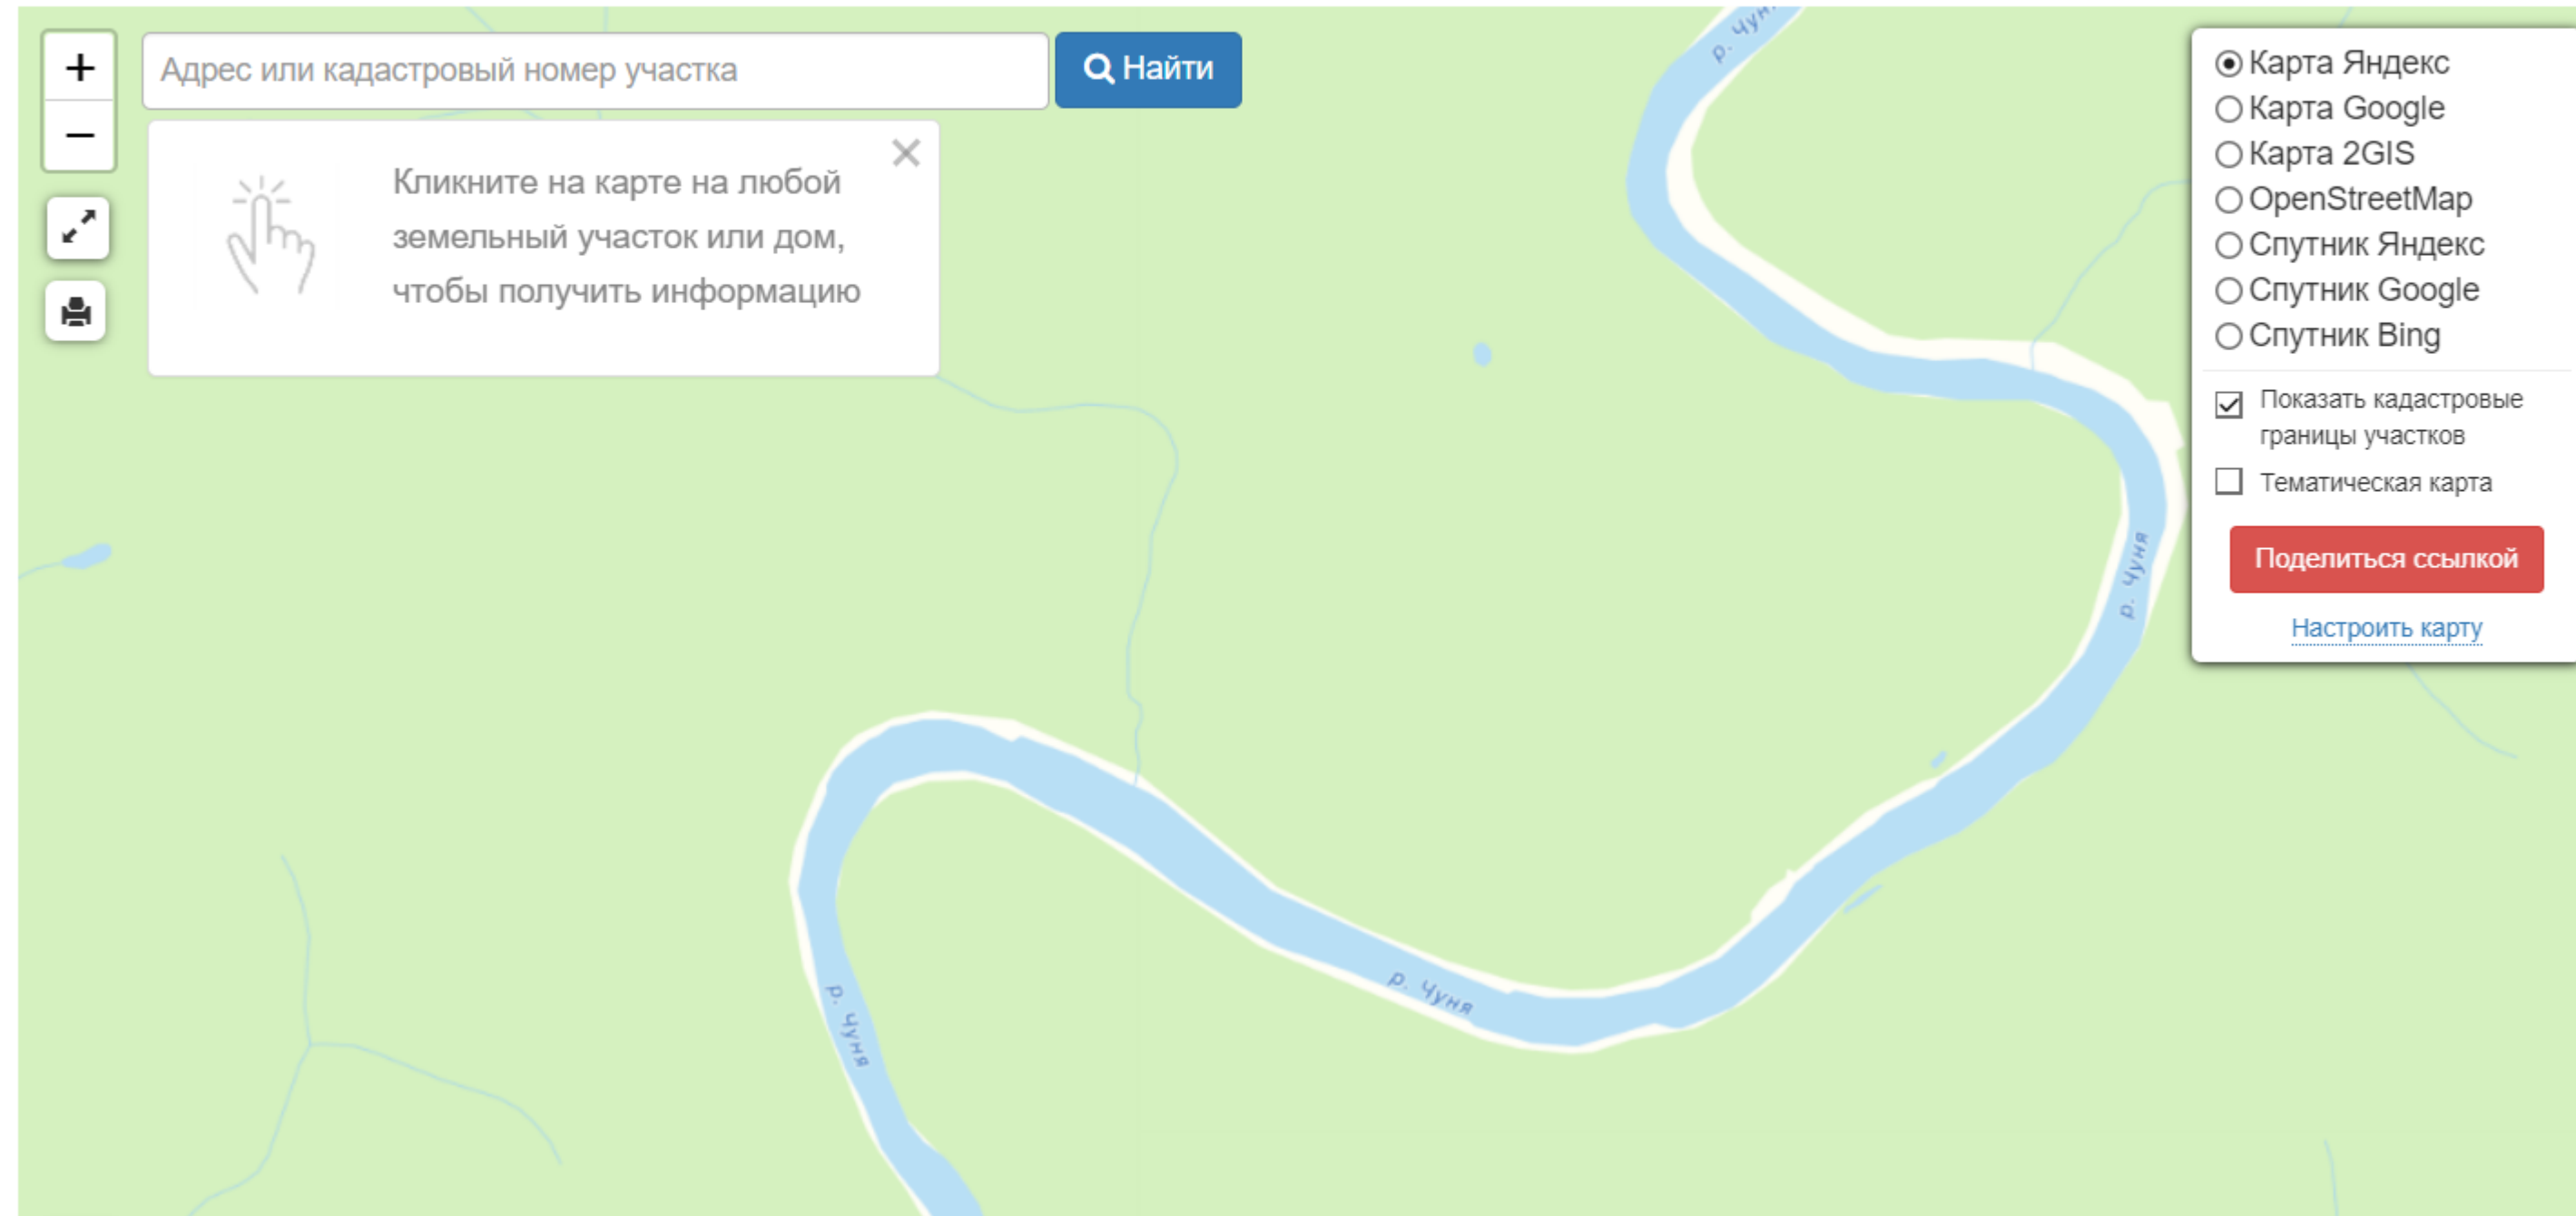 +
Адрес или кадастровый номер участка
Найти
−
Кликните на карте на любой
земельный участок или дом,
чтобы получить информацию
Карта Яндекс
Карта Google
Карта 2GIS
OpenStreetMap
Спутник Яндекс
Спутник Google
Спутник Bing
Показать кадастровые
границы участков
Тематическая карта
Поделиться ссылкой
Настроить карту
р. Чуня
р. Чуня
р. Чуня